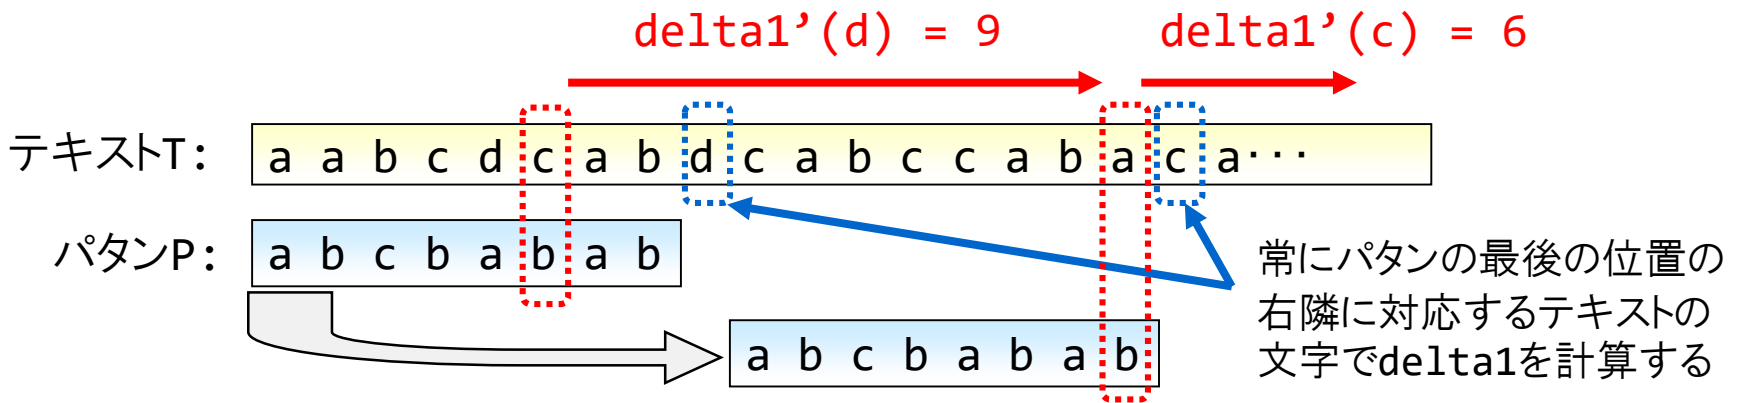 delta1’(d) = 9
delta1’(c) = 6
テキストT: a a b c d c a b d c a b c c a b a c a···
パタンP: a b c b a b a b
a b c b a b a b
常にパタンの最後の位置の
右隣に対応するテキストの
文字でdelta1を計算する